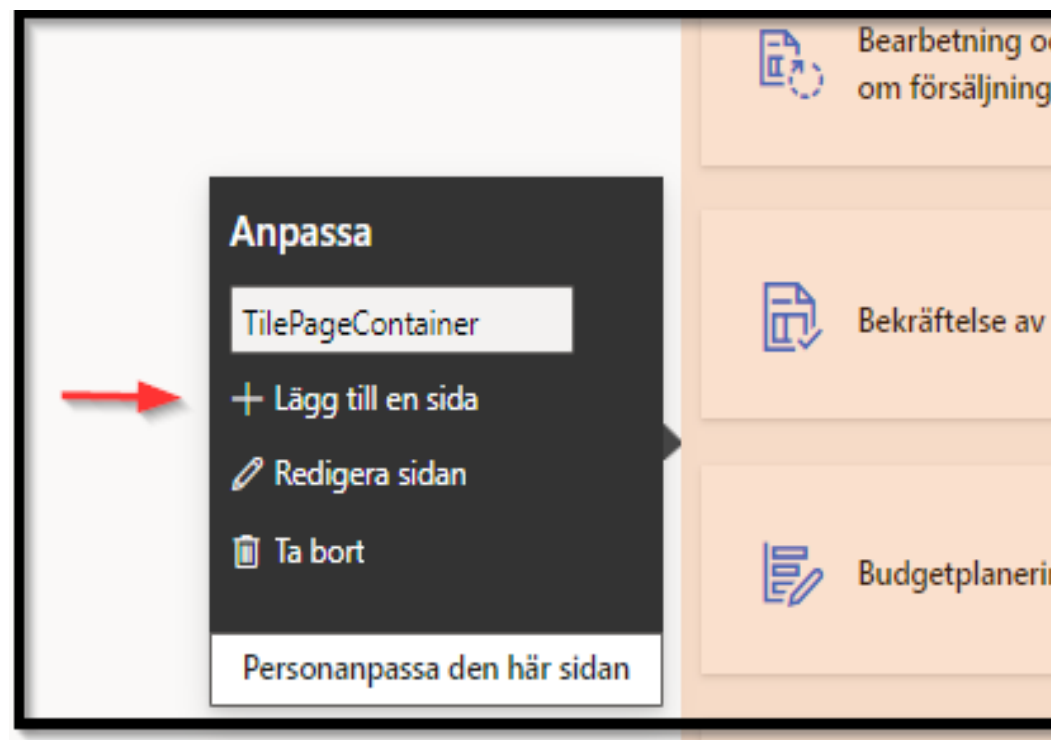 Bearbetning
om försäljning
Anpassa
TilePageContainer
Lägg till en sida
Redigera sidan
Ta bort
Personanpassa den här sidan
Bekräftelse av